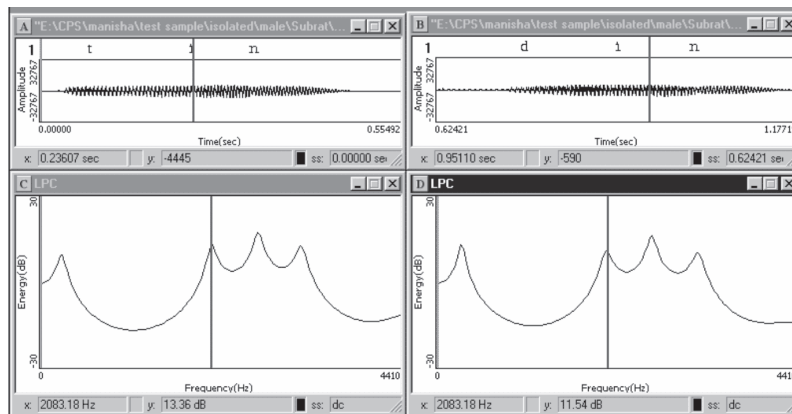 A "E:\CPS\manisha\test sample\isolated\male\Subrat\...
1 t i n
Amplitude
32767
-32767
0.00000 0.55492
Time(sec)
x: 0.23607 sec y: -4445 ss: 0.00000 se
B "E:\CPS\manisha\test sample\isolated\male\Subrat\...
1 d i n
Amplitude
32767
-32767
0.62421 1.1771
Time(sec)
x: 0.95110 sec y: -590 ss: 0.62421 se
C LPC
30
Energy(dB)
-30
0 4410
Frequency(Hz)
x: 2083.18 Hz y: 13.36 dB ss: dc
D LPC
30
Energy(dB)
-30
0 4410
Frequency(Hz)
x: 2083.18 Hz y: 11.54 dB ss: dc